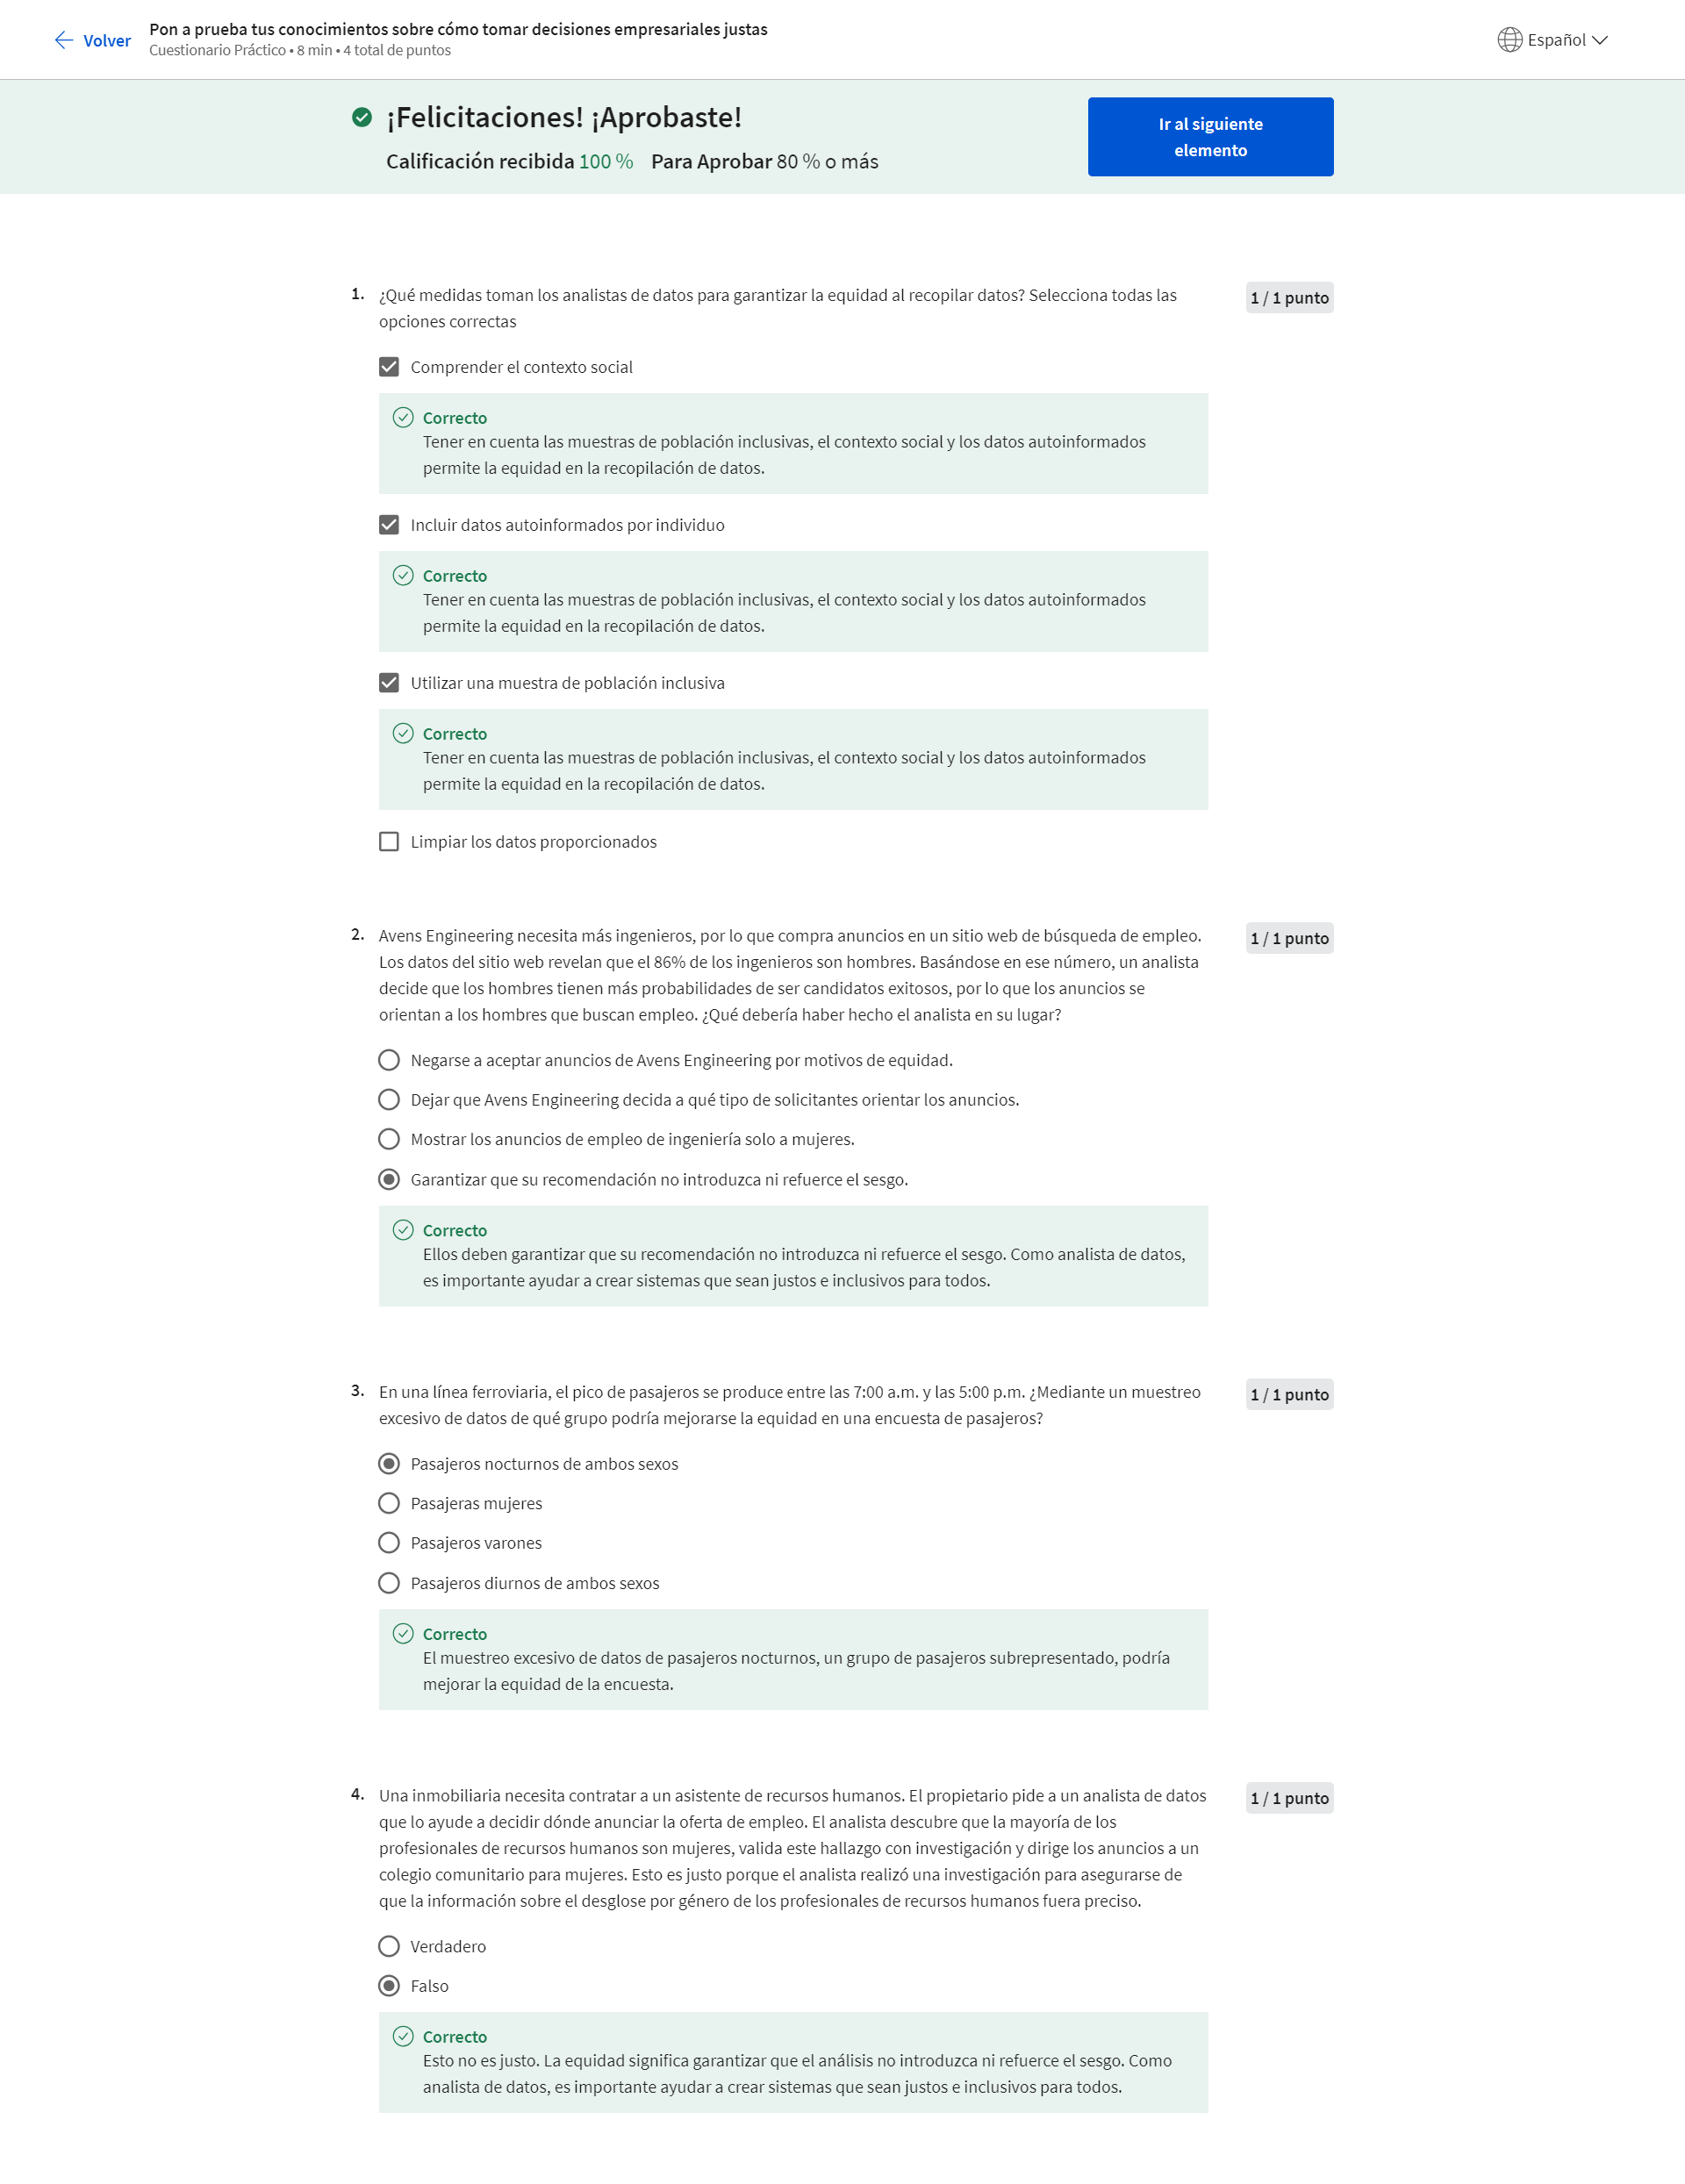 Volver
Pon a prueba tus conocimientos sobre cómo tomar decisiones empresariales justas
Cuestionario Práctico • 8 min • 4 total de puntos
Español
¡Felicitaciones! ¡Aprobaste!
Calificación recibida 100 % Para Aprobar 80 % o más
Ir al siguiente
elemento
1. ¿Qué medidas toman los analistas de datos para garantizar la equidad al recopilar datos? Selecciona todas las
opciones correctas
1 / 1 punto
Comprender el contexto social
Correcto
Tener en cuenta las muestras de población inclusivas, el contexto social y los datos autoinformados
permite la equidad en la recopilación de datos.
Incluir datos autoinformados por individuo
Correcto
Tener en cuenta las muestras de población inclusivas, el contexto social y los datos autoinformados
permite la equidad en la recopilación de datos.
Utilizar una muestra de población inclusiva
Correcto
Tener en cuenta las muestras de población inclusivas, el contexto social y los datos autoinformados
permite la equidad en la recopilación de datos.
Limpiar los datos proporcionados
2. Avens Engineering necesita más ingenieros, por lo que compra anuncios en un sitio web de búsqueda de empleo.
Los datos del sitio web revelan que el 86% de los ingenieros son hombres. Basándose en ese número, un analista
decide que los hombres tienen más probabilidades de ser candidatos exitosos, por lo que los anuncios se
orientan a los hombres que buscan empleo. ¿Qué debería haber hecho el analista en su lugar?
1 / 1 punto
Negarse a aceptar anuncios de Avens Engineering por motivos de equidad.
Dejar que Avens Engineering decida a qué tipo de solicitantes orientar los anuncios.
Mostrar los anuncios de empleo de ingeniería solo a mujeres.
Garantizar que su recomendación no introduzca ni refuerce el sesgo.
Correcto
Ellos deben garantizar que su recomendación no introduzca ni refuerce el sesgo. Como analista de datos,
es importante ayudar a crear sistemas que sean justos e inclusivos para todos.
3. En una línea ferroviaria, el pico de pasajeros se produce entre las 7:00 a.m. y las 5:00 p.m. ¿Mediante un muestreo
excesivo de datos de qué grupo podría mejorarse la equidad en una encuesta de pasajeros?
1 / 1 punto
Pasajeros nocturnos de ambos sexos
Pasajeras mujeres
Pasajeros varones
Pasajeros diurnos de ambos sexos
Correcto
El muestreo excesivo de datos de pasajeros nocturnos, un grupo de pasajeros subrepresentado, podría
mejorar la equidad de la encuesta.
4. Una inmobiliaria necesita contratar a un asistente de recursos humanos. El propietario pide a un analista de datos
que lo ayude a decidir dónde anunciar la oferta de empleo. El analista descubre que la mayoría de los
profesionales de recursos humanos son mujeres, valida este hallazgo con investigación y dirige los anuncios a un
colegio comunitario para mujeres. Esto es justo porque el analista realizó una investigación para asegurarse de
que la información sobre el desglose por género de los profesionales de recursos humanos fuera preciso.
1 / 1 punto
Verdadero
Falso
Correcto
Esto no es justo. La equidad significa garantizar que el análisis no introduzca ni refuerce el sesgo. Como
analista de datos, es importante ayudar a crear sistemas que sean justos e inclusivos para todos.